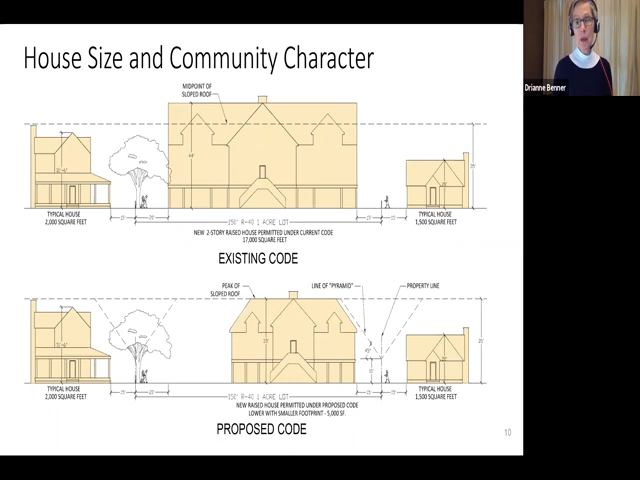 House Size and Community Character
Drianne Benner
MIDPOINT OF
SLOPED ROOF
TYPICAL HOUSE
2,000 SQUARE FEET
150' R-40 1 ACRE LOT
NEW 2-STORY RAISED HOUSE PERMITTED UNDER CURRENT CODE
17,000 SQUARE FEET
TYPICAL HOUSE
1,500 SQUARE FEET
EXISTING CODE
PEAK OF
SLOPED ROOF
LINE OF "PYRAMID"
PROPERTY LINE
TYPICAL HOUSE
2,000 SQUARE FEET
150' R-40 1 ACRE LOT
NEW RAISED HOUSE PERMITTED UNDER PROPOSED CODE
LOWER WITH SMALLER FOOTPRINT - 5,000 SF.
TYPICAL HOUSE
1,500 SQUARE FEET
PROPOSED CODE
10